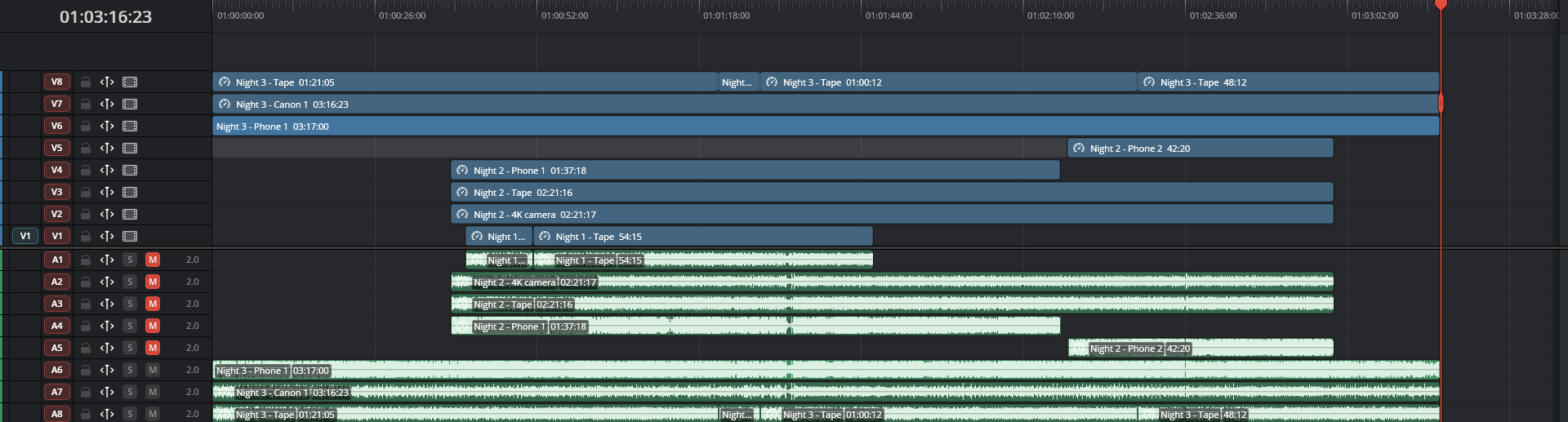 01:03:16:23 01:00:00:00 01:00:26:00 01:00:52:00 01:01:18:00 01:01:44:00 01:02:10:00 01:02:36:00 01:03:02:00 01:03:28:00
V8 Night 3 - Tape 01:21:05 Night... Night 3 - Tape 01:00:12 Night 3 - Tape 48:12
V7 Night 3 - Canon 1 03:16:23
V6 Night 3 - Phone 1 03:17:00
V5 Night 2 - Phone 2 42:20
V4 Night 2 - Phone 1 01:37:18
V3 Night 2 - Tape 02:21:16
V2 Night 2 - 4K camera 02:21:17
V1 V1 Night 1... Night 1 - Tape 54:15
A1 S M 2.0 Night 1... Night 1 - Tape 54:15
A2 S M 2.0 Night 2 - 4K camera 02:21:17
A3 S M 2.0 Night 2 - Tape 02:21:16
A4 S M 2.0 Night 2 - Phone 1 01:37:18
A5 S M 2.0 Night 2 - Phone 2 42:20
A6 S M 2.0 Night 3 - Phone 1 03:17:00
A7 S M 2.0 Night 3 - Canon 1 03:16:23
A8 S M 2.0 Night 3 - Tape 01:21:05 Night... Night 3 - Tape 01:00:12 Night 3 - Tape 48:12